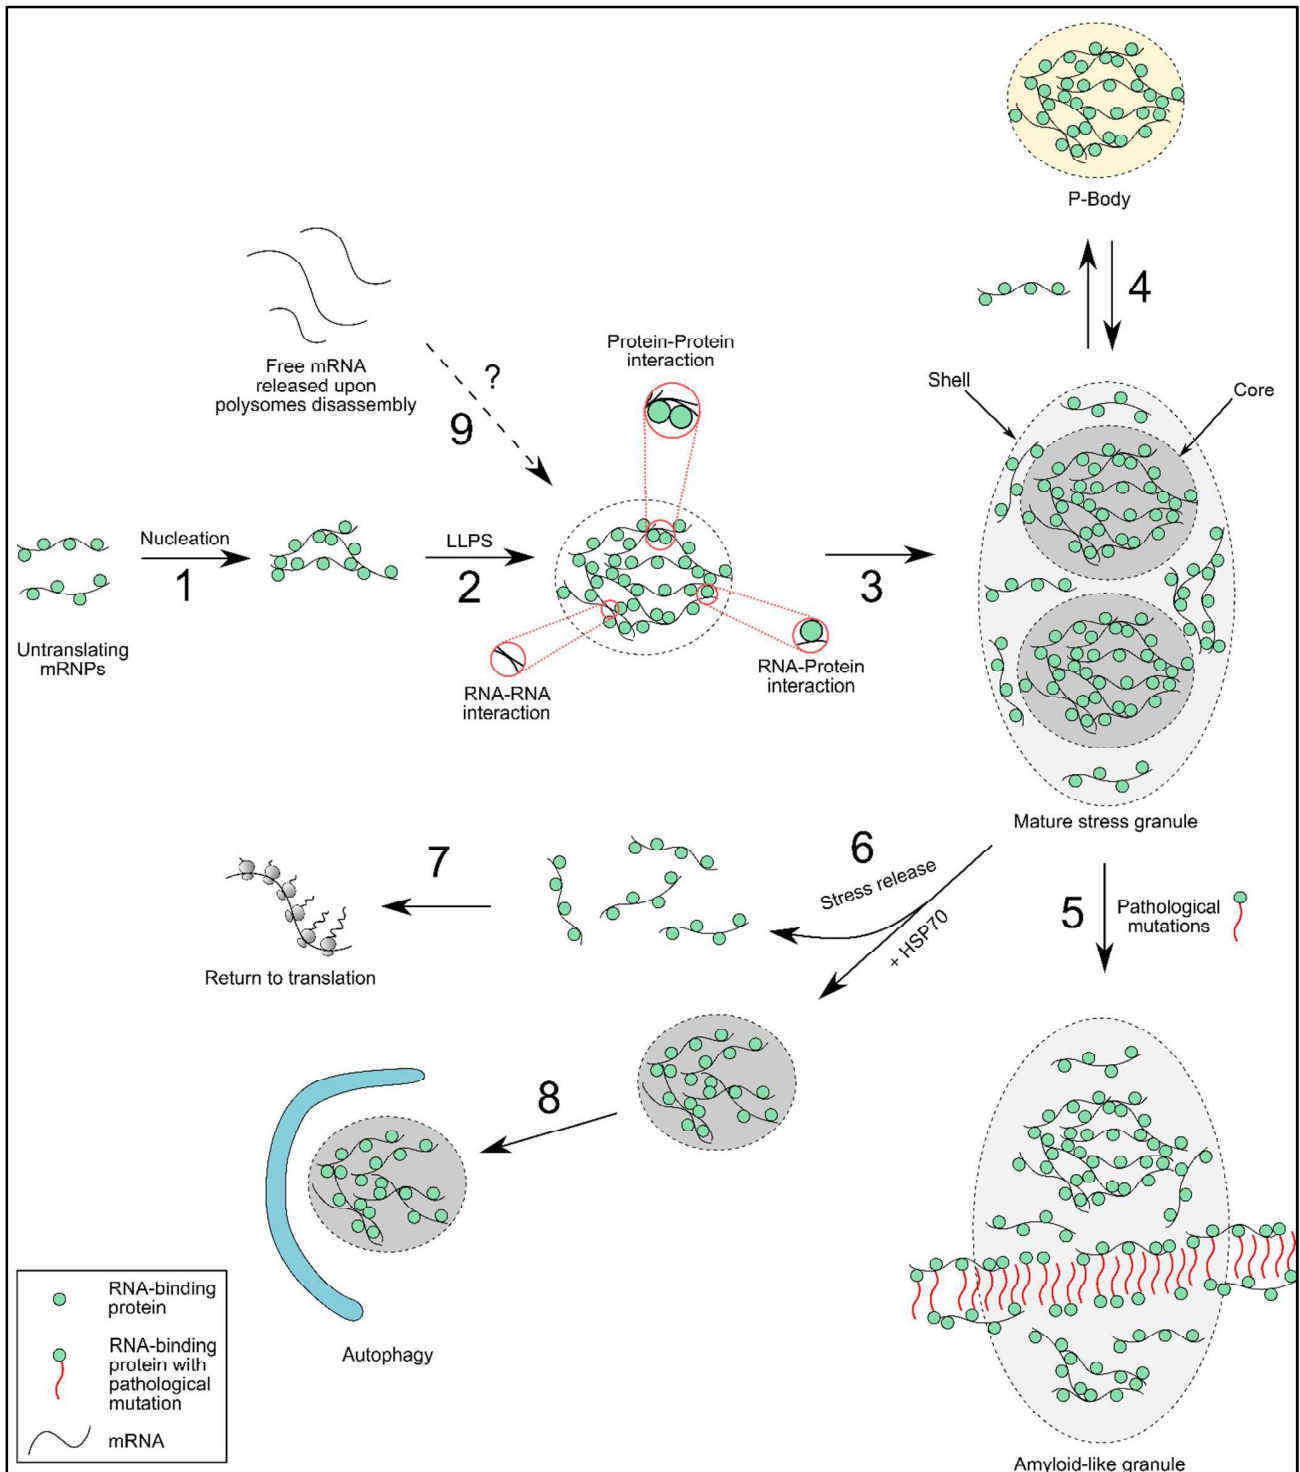 P-Body
4
Free mRNA
released upon
polysomes disassembly
?
9
Protein-Protein
interaction
Shell
Core
Nucleation
1
LLPS
2
3
Untranslating
mRNPs
RNA-RNA
interaction
RNA-Protein
interaction
Mature stress granule
7
6
Stress release
+ HSP70
5
Pathological
mutations
Return to translation
8
Autophagy
RNA-binding
protein
RNA-binding
protein with
pathological
mutation
mRNA
Amyloid-like granule